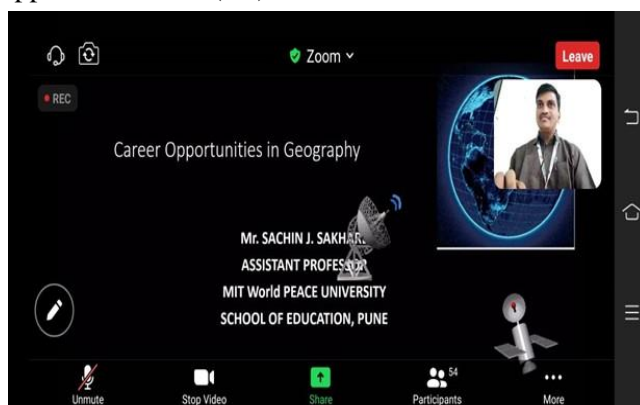 Zoom
Leave
REC
Career Opportunities in Geography
Mr. SACHIN J. SAKHARE
ASSISTANT PROFESSOR
MIT World PEACE UNIVERSITY
SCHOOL OF EDUCATION, PUNE
54
Unmute
Stop Video
Share
Participants
More